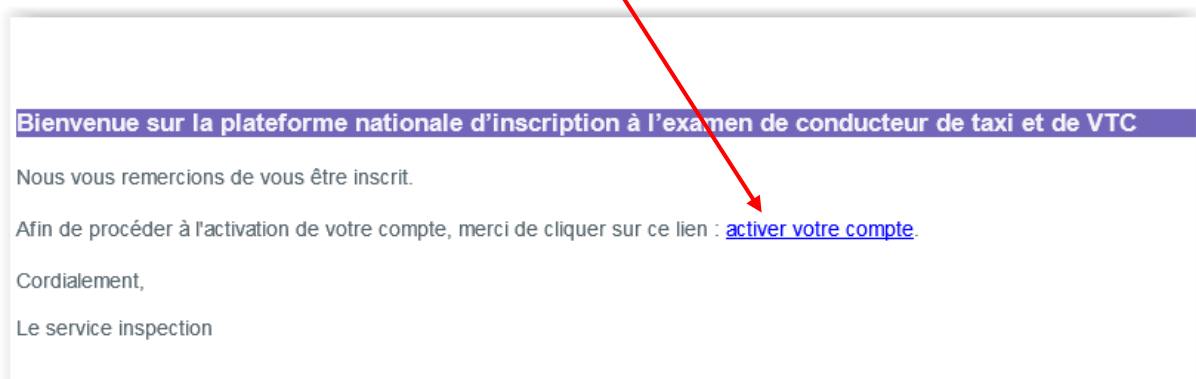 Bienvenue sur la plateforme nationale d’inscription à l’examen de conducteur de taxi et de VTC
Nous vous remercions de vous être inscrit.
Afin de procéder à l'activation de votre compte, merci de cliquer sur ce lien : activer votre compte.
Cordialement,
Le service inspection